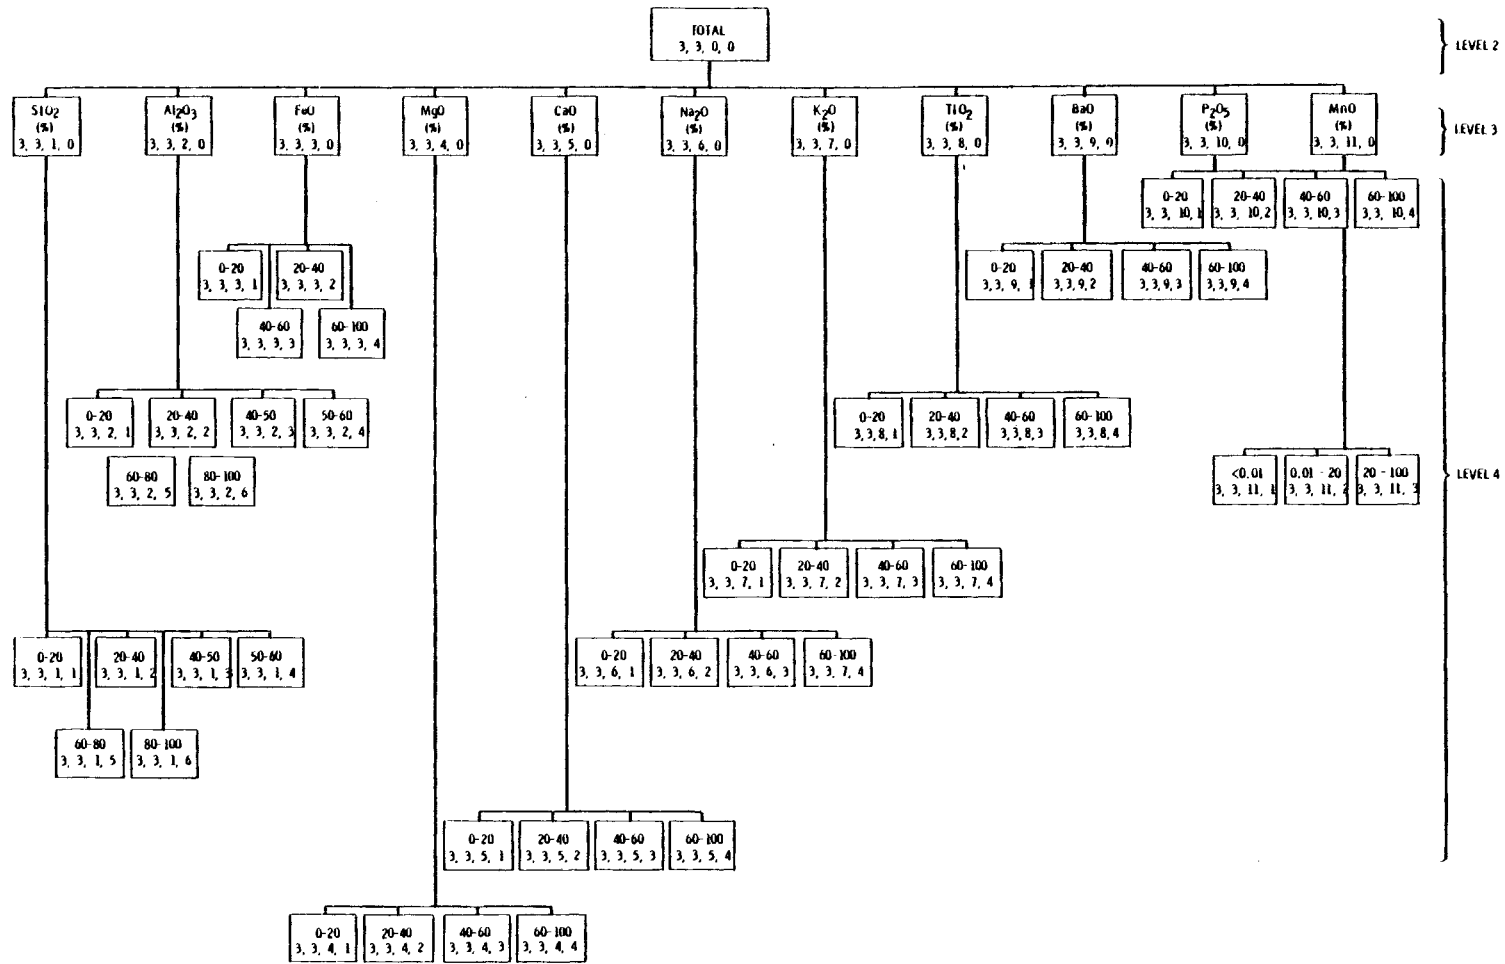 TOTAL
3, 3, 0, 0
LEVEL 2
SiO2
(%)
3, 3, 1, 0
Al2O3
(%)
3, 3, 2, 0
FeO
(%)
3, 3, 3, 0
MgO
(%)
3, 3, 4, 0
CaO
(%)
3, 3, 5, 0
Na2O
(%)
3, 3, 6, 0
K2O
(%)
3, 3, 7, 0
TiO2
(%)
3, 3, 8, 0
BaO
(%)
3, 3, 9, 0
P2O5
(%)
3, 3, 10, 0
MnO
(%)
3, 3, 11, 0
LEVEL 3
0-20
3, 3, 10, 1
20-40
3, 3, 10, 2
40-60
3, 3, 10, 3
60-100
3, 3, 10, 4
0-20
3, 3, 3, 1
20-40
3, 3, 3, 2
0-20
3, 3, 9, 1
20-40
3, 3, 9, 2
40-60
3, 3, 9, 3
60-100
3, 3, 9, 4
40-60
3, 3, 3, 3
60-100
3, 3, 3, 4
0-20
3, 3, 2, 1
20-40
3, 3, 2, 2
40-50
3, 3, 2, 3
50-60
3, 3, 2, 4
0-20
3, 3, 8, 1
20-40
3, 3, 8, 2
40-60
3, 3, 8, 3
60-100
3, 3, 8, 4
60-80
3, 3, 2, 5
80-100
3, 3, 2, 6
<0.01
3, 3, 11, 1
0.01 - 20
3, 3, 11, 2
20 - 100
3, 3, 11, 3
LEVEL 4
0-20
3, 3, 7, 1
20-40
3, 3, 7, 2
40-60
3, 3, 7, 3
60-100
3, 3, 7, 4
0-20
3, 3, 1, 1
20-40
3, 3, 1, 2
40-50
3, 3, 1, 3
50-60
3, 3, 1, 4
0-20
3, 3, 6, 1
20-40
3, 3, 6, 2
40-60
3, 3, 6, 3
60-100
3, 3, 7, 4
60-80
3, 3, 1, 5
80-100
3, 3, 1, 6
0-20
3, 3, 5, 1
20-40
3, 3, 5, 2
40-60
3, 3, 5, 3
60-100
3, 3, 5, 4
0-20
3, 3, 4, 1
20-40
3, 3, 4, 2
40-60
3, 3, 4, 3
60-100
3, 3, 4, 4